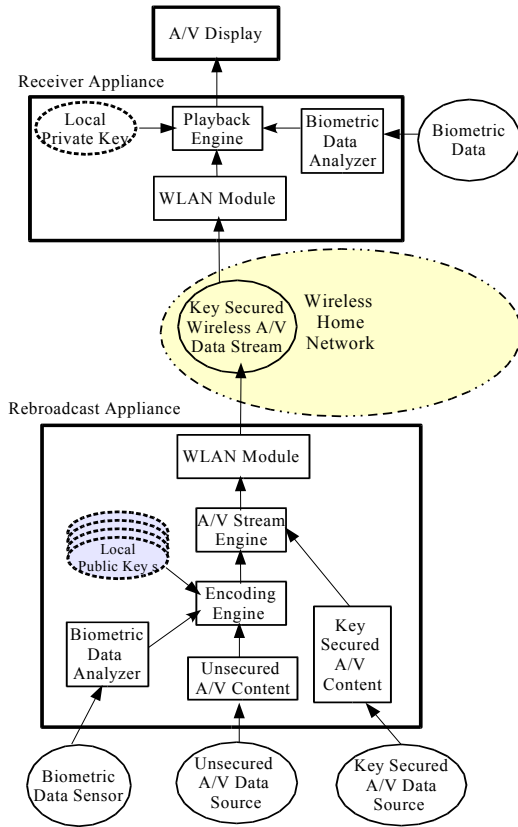 A/V Display
Receiver Appliance
Local
Private Key
Playback
Engine
Biometric
Data
Analyzer
Biometric
Data
WLAN Module
Key Secured
Wireless A/V
Data Stream
Wireless
Home
Network
Rebroadcast Appliance
WLAN Module
A/V Stream
Engine
Local
Public Key s
Encoding
Engine
Biometric
Data
Analyzer
Unsecured
A/V Content
Key
Secured
A/V
Content
Biometric
Data Sensor
Unsecured
A/V Data
Source
Key Secured
A/V Data
Source